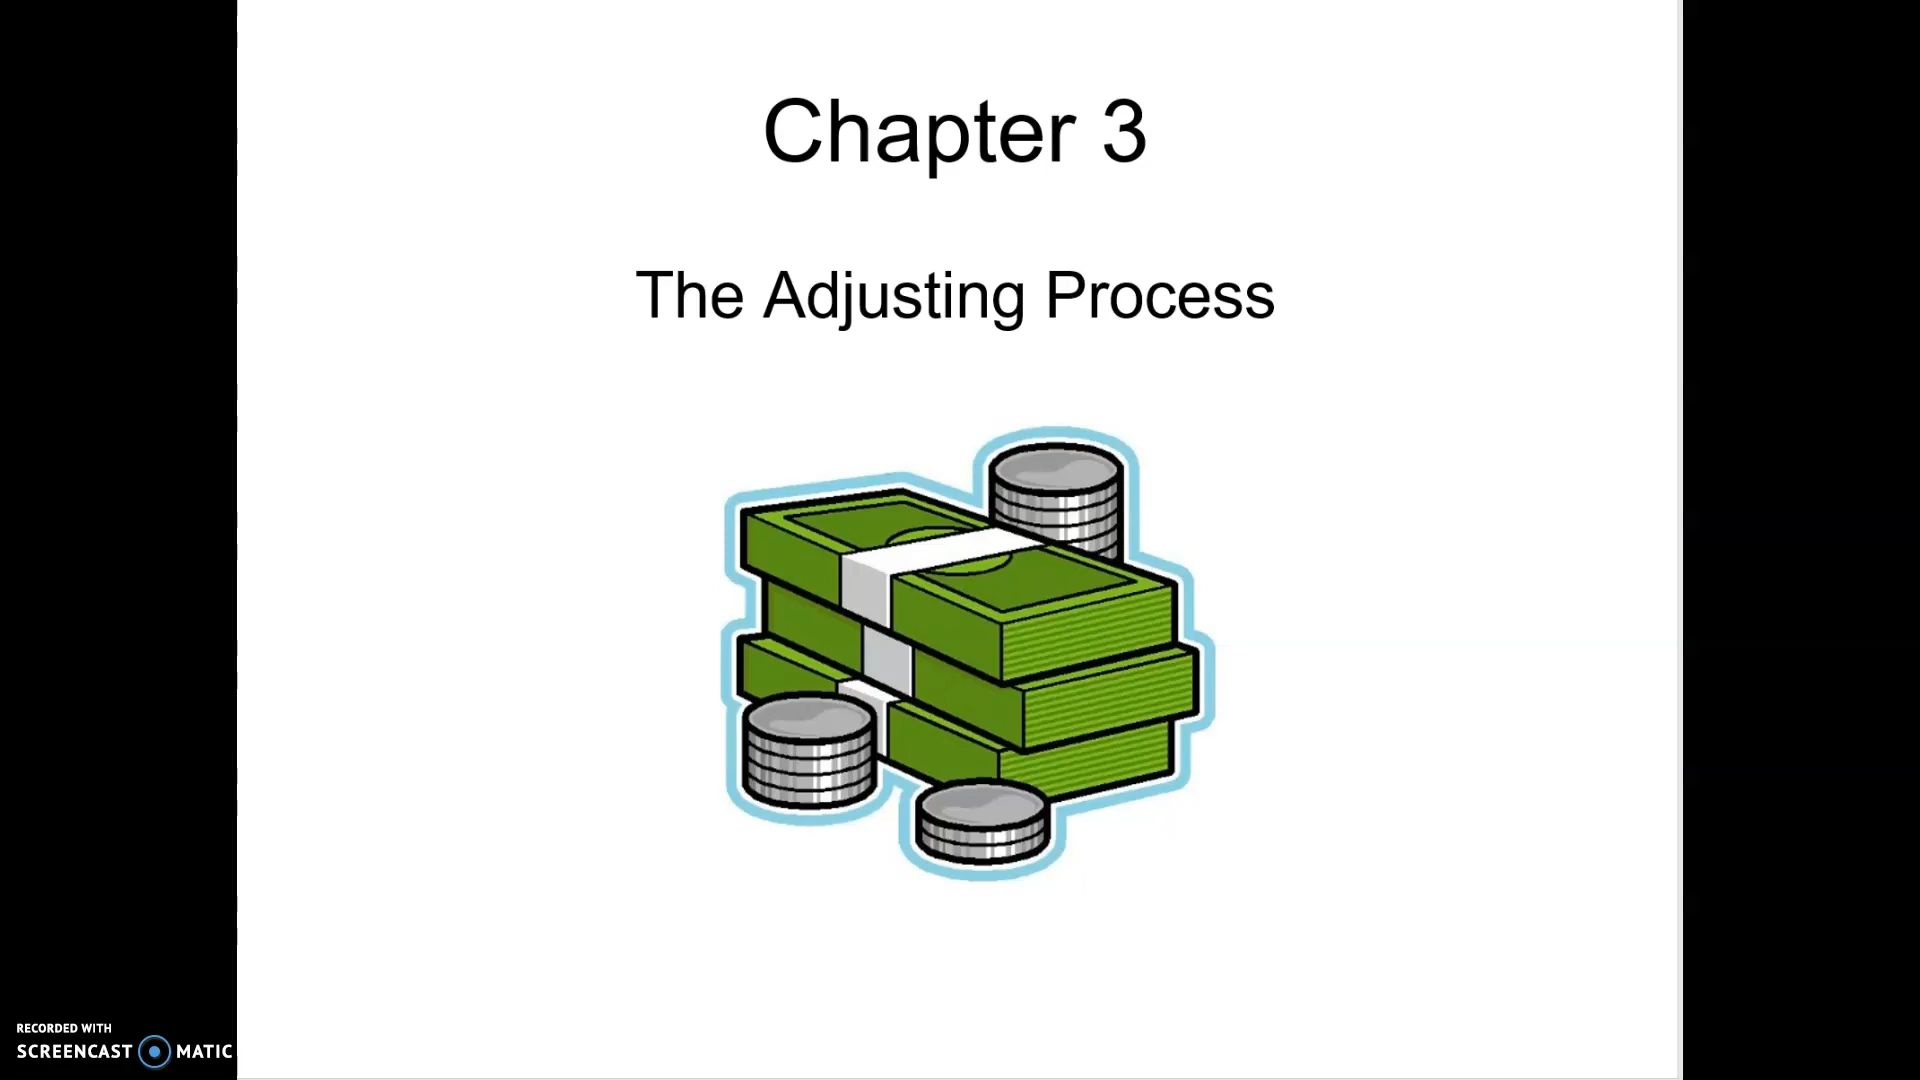 Chapter 3
The Adjusting Process
RECORDED WITH
SCREENCAST MATIC